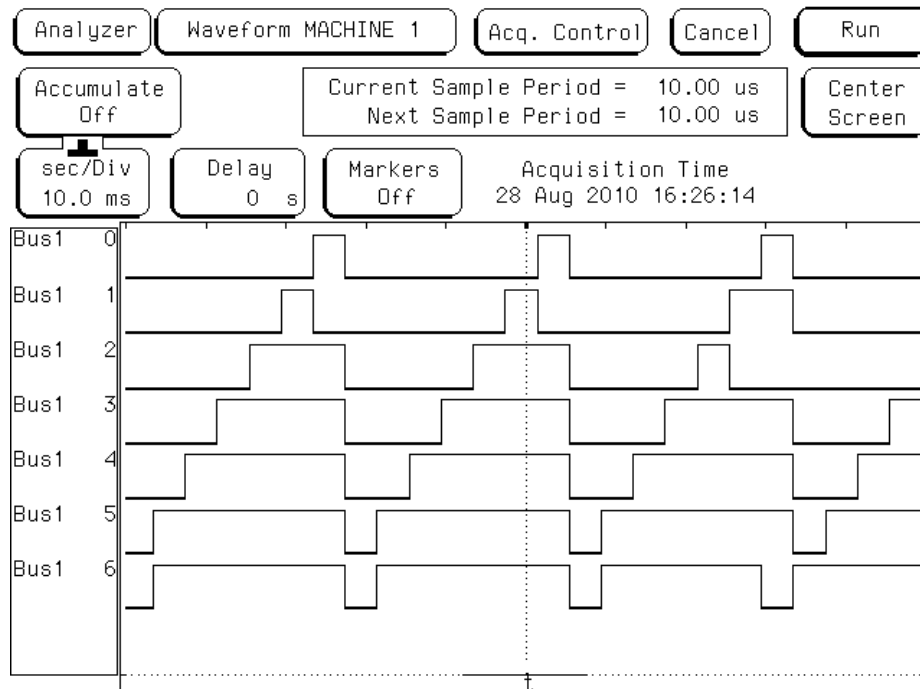 Analyzer Waveform MACHINE 1 Acq. Control Cancel Run
Accumulate
Off
Current Sample Period = 10.00 us
Next Sample Period = 10.00 us
Center
Screen
sec/Div
10.0 ms
Delay
0 s
Markers
Off
Acquisition Time
28 Aug 2010 16:26:14
Bus1 0
Bus1 1
Bus1 2
Bus1 3
Bus1 4
Bus1 5
Bus1 6
t